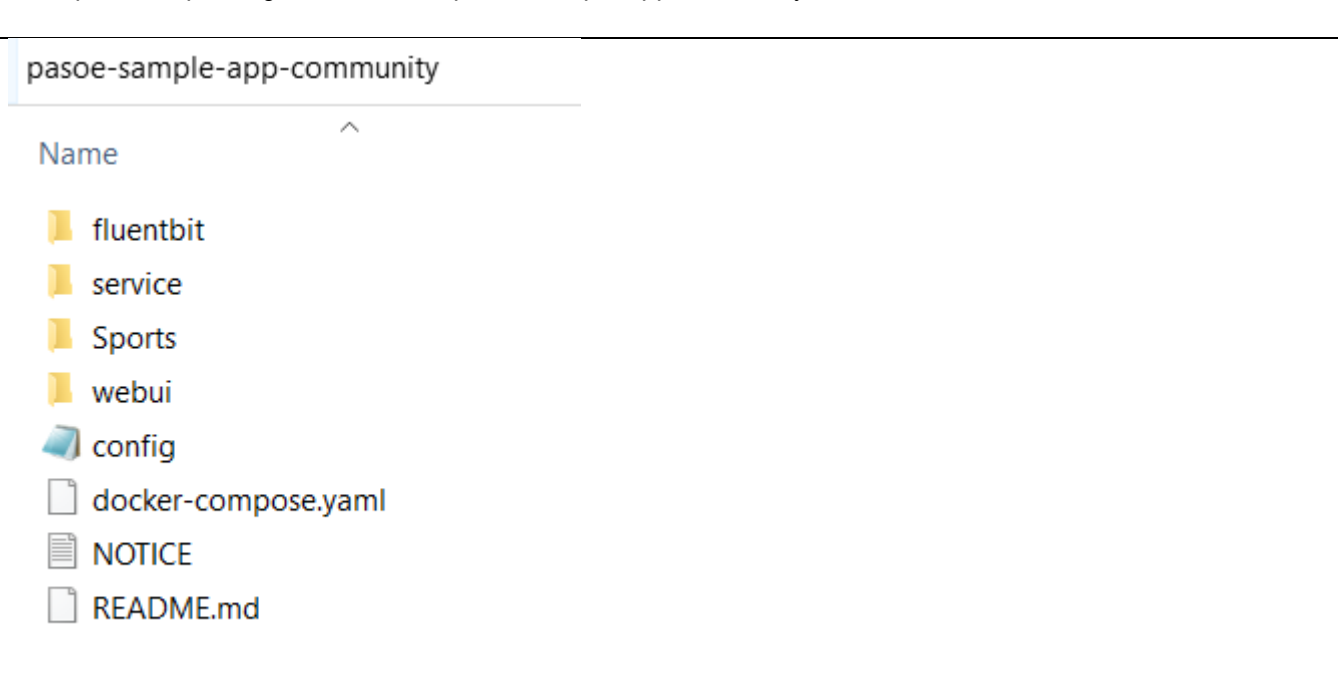 pasoe-sample-app-community
Name
fluentbit
service
Sports
webui
config
docker-compose.yaml
NOTICE
README.md